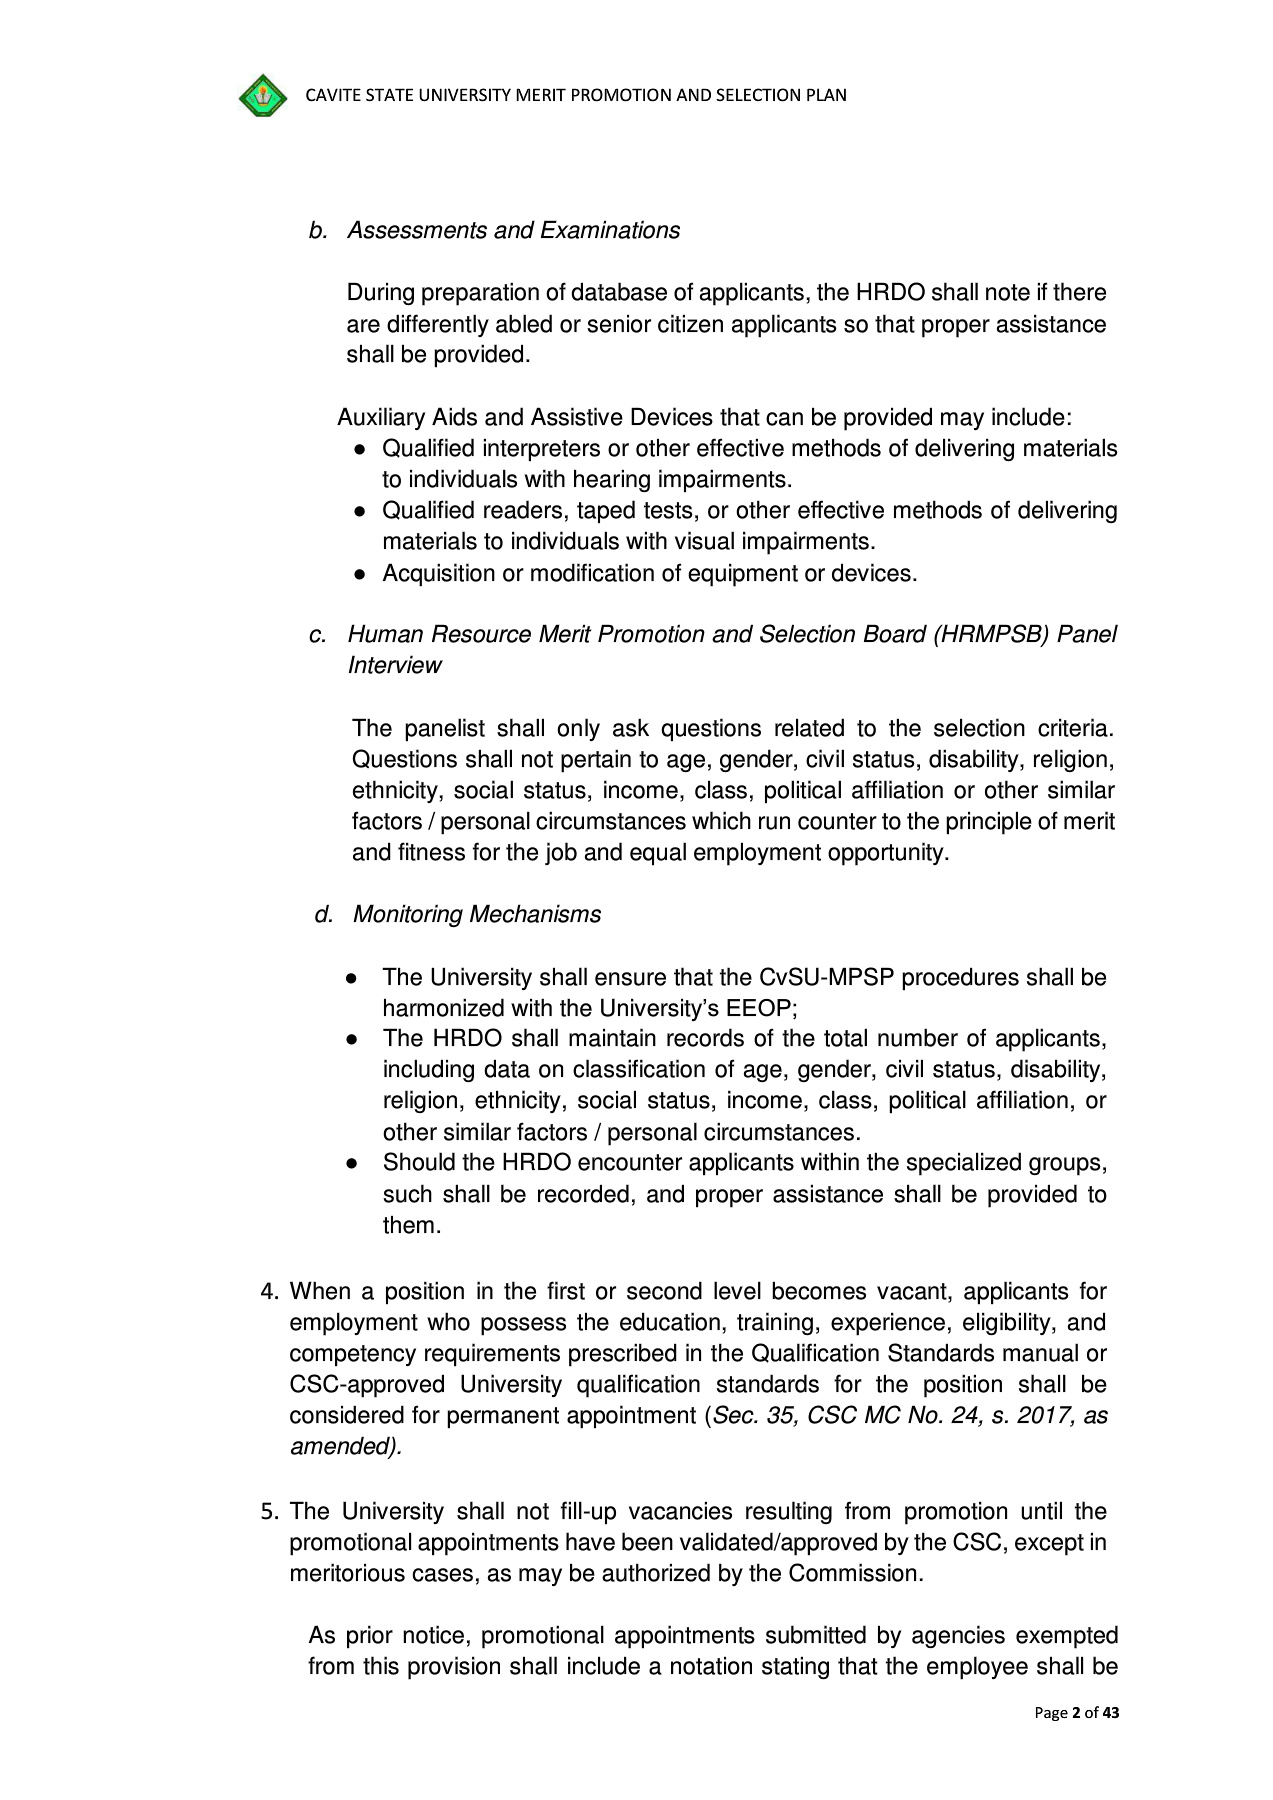 CAVITE STATE UNIVERSITY MERIT PROMOTION AND SELECTION PLAN
b. Assessments and Examinations
During preparation of database of applicants, the HRDO shall note if there
are differently abled or senior citizen applicants so that proper assistance
shall be provided.
Auxiliary Aids and Assistive Devices that can be provided may include:
● Qualified interpreters or other effective methods of delivering materials
to individuals with hearing impairments.
● Qualified readers, taped tests, or other effective methods of delivering
materials to individuals with visual impairments.
● Acquisition or modification of equipment or devices.
c. Human Resource Merit Promotion and Selection Board (HRMPSB) Panel
Interview
The panelist shall only ask questions related to the selection criteria.
Questions shall not pertain to age, gender, civil status, disability, religion,
ethnicity, social status, income, class, political affiliation or other similar
factors / personal circumstances which run counter to the principle of merit
and fitness for the job and equal employment opportunity.
d. Monitoring Mechanisms
● The University shall ensure that the CvSU-MPSP procedures shall be
harmonized with the University’s EEOP;
● The HRDO shall maintain records of the total number of applicants,
including data on classification of age, gender, civil status, disability,
religion, ethnicity, social status, income, class, political affiliation, or
other similar factors / personal circumstances.
● Should the HRDO encounter applicants within the specialized groups,
such shall be recorded, and proper assistance shall be provided to
them.
4. When a position in the first or second level becomes vacant, applicants for
employment who possess the education, training, experience, eligibility, and
competency requirements prescribed in the Qualification Standards manual or
CSC-approved University qualification standards for the position shall be
considered for permanent appointment (Sec. 35, CSC MC No. 24, s. 2017, as
amended).
5. The University shall not fill-up vacancies resulting from promotion until the
promotional appointments have been validated/approved by the CSC, except in
meritorious cases, as may be authorized by the Commission.
As prior notice, promotional appointments submitted by agencies exempted
from this provision shall include a notation stating that the employee shall be
Page 2 of 43